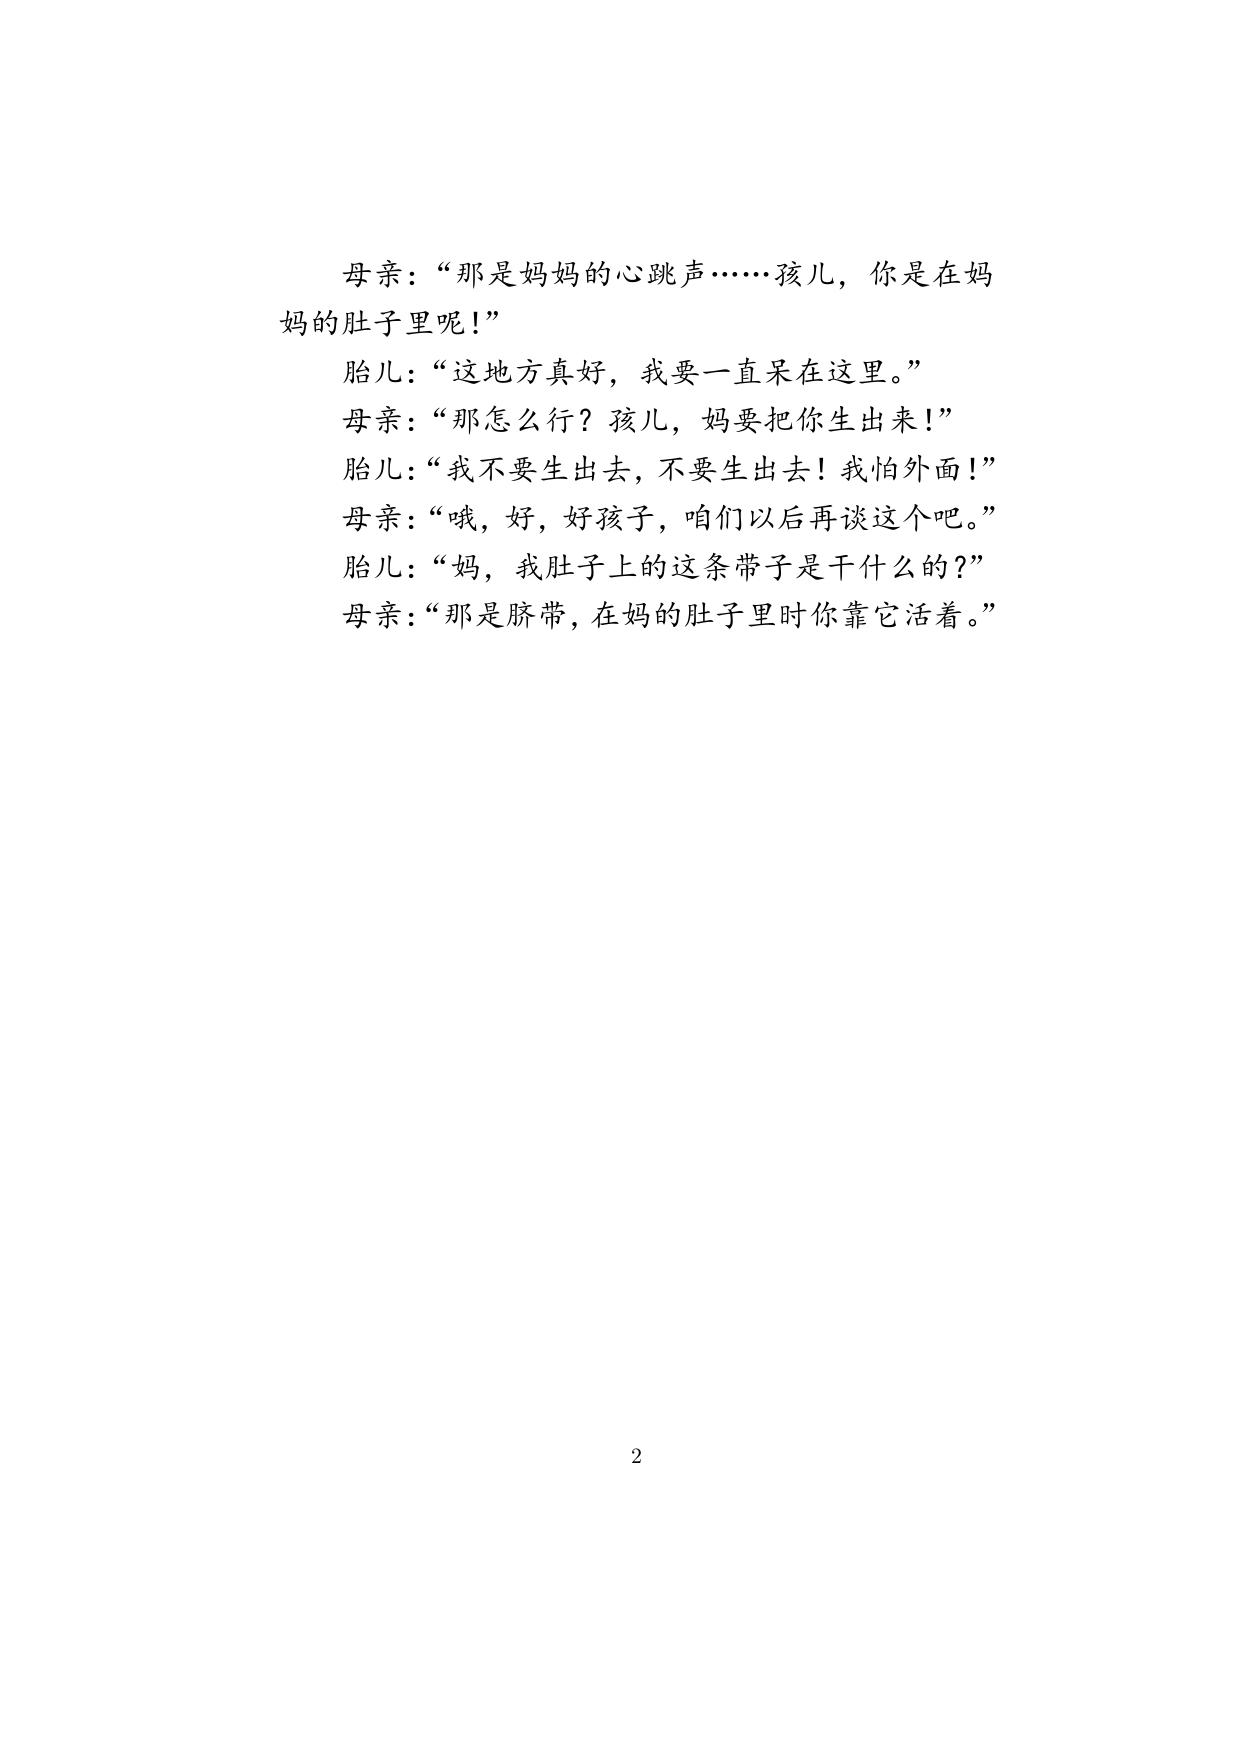 母亲：“那是妈妈的心跳声……孩儿，你是在妈
妈的肚子里呢！”
胎儿：“这地方真好，我要一直呆在这里。”
母亲：“那怎么行？孩儿，妈要把你生出来！”
胎儿：“我不要生出去，不要生出去！我怕外面！”
母亲：“哦，好，好孩子，咱们以后再谈这个吧。”
胎儿：“妈，我肚子上的这条带子是干什么的？”
母亲：“那是脐带，在妈的肚子里时你靠它活着。”
2